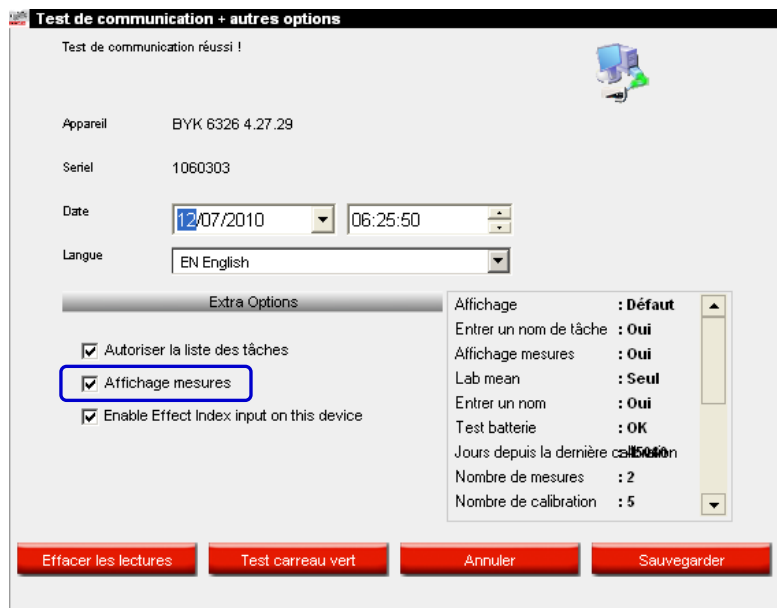 Test de communication + autres options
Test de communication réussi !
Appareil BYK 6326 4.27.29
Seriel 1060303
Date 12/07/2010 06:25:50
Langue EN English
Extra Options
Autoriser la liste des tâches
Affichage mesures
Enable Effect Index input on this device
Affichage : Défaut
Entrer un nom de tâche : Oui
Affichage mesures : Oui
Lab mean : Seul
Entrer un nom : Oui
Test batterie : OK
Jours depuis la dernière calibration
Nombre de mesures : 2
Nombre de calibration : 5
Effacer les lectures Test carreau vert Annuler Sauvegarder